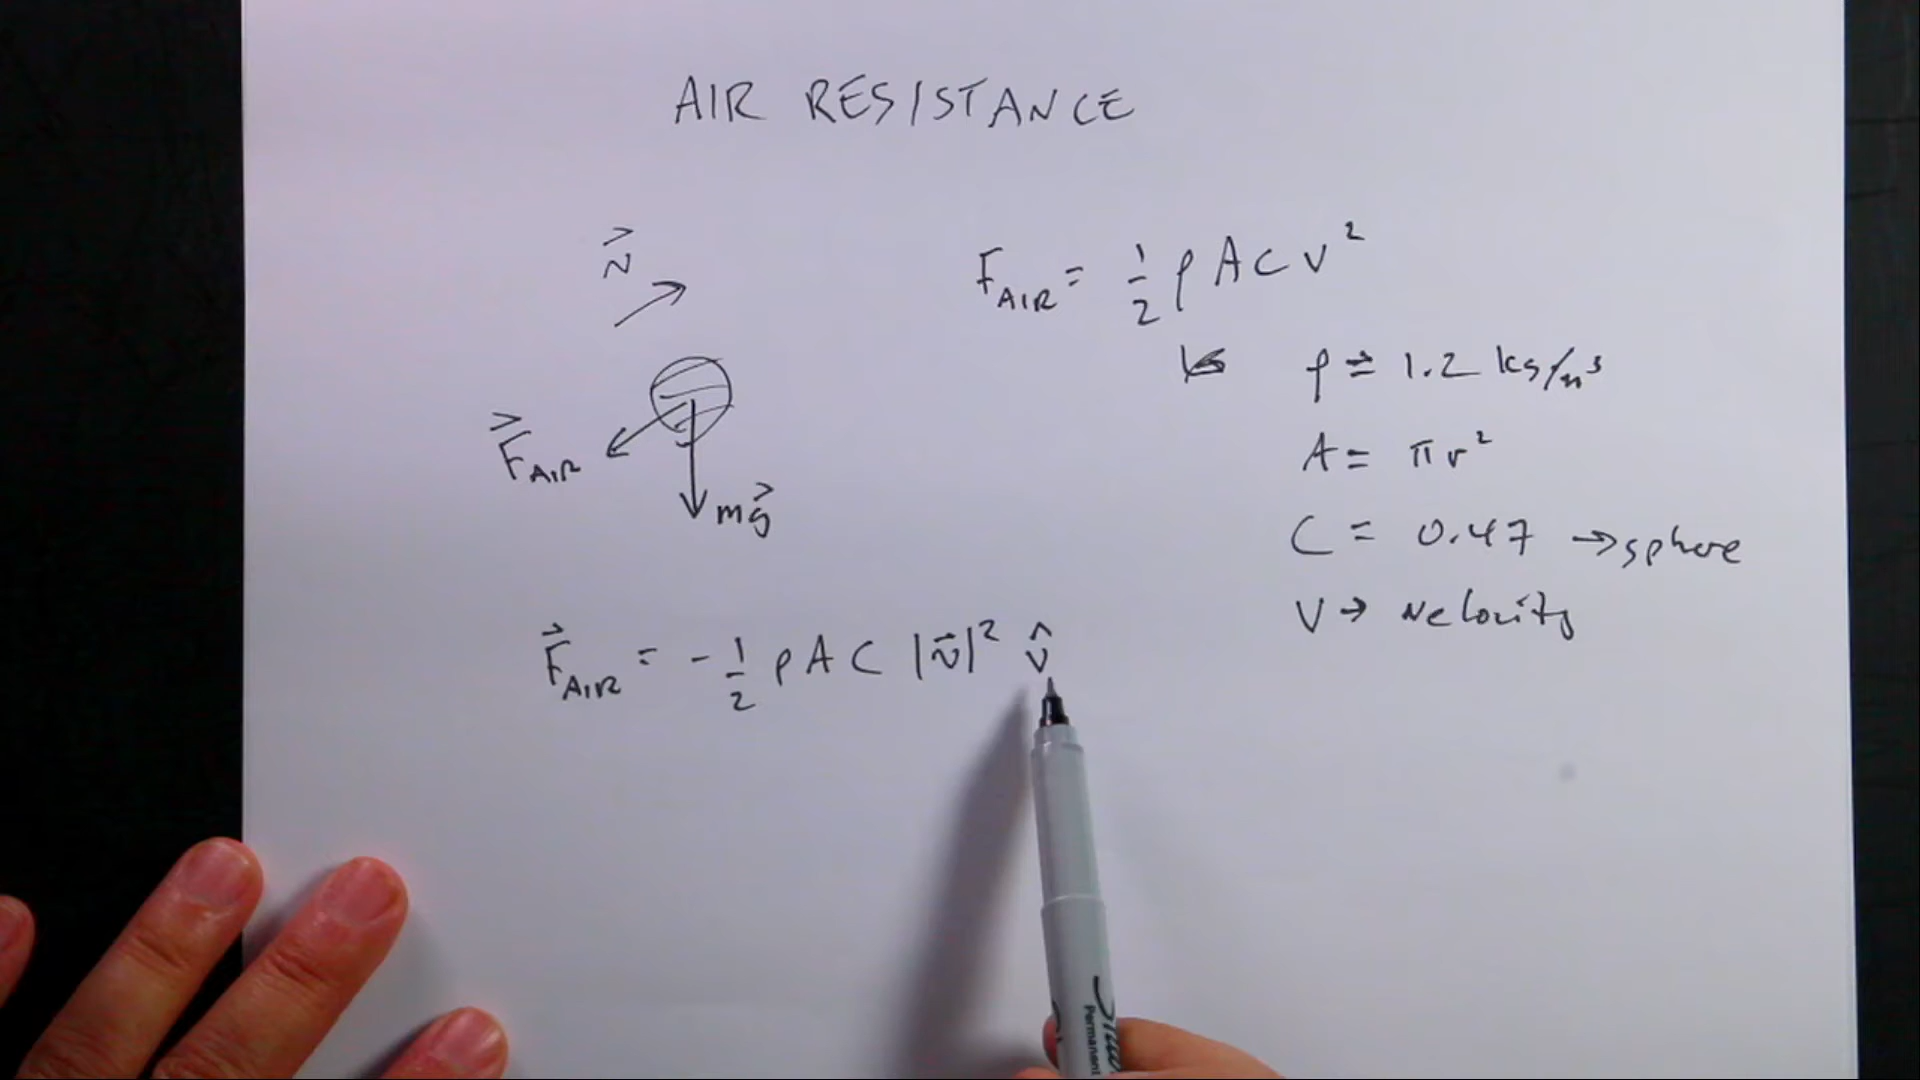 AIR RESISTANCE
v⃗
F_AIR = 1/2 ρ A C v²
ρ = 1.2 kg/m³
F⃗_AIR
A = πr²
mg⃗
C = 0.47 → sphere
v → velocity
F⃗_AIR = - 1/2 ρ A C |v⃗|² v̂
Permanent